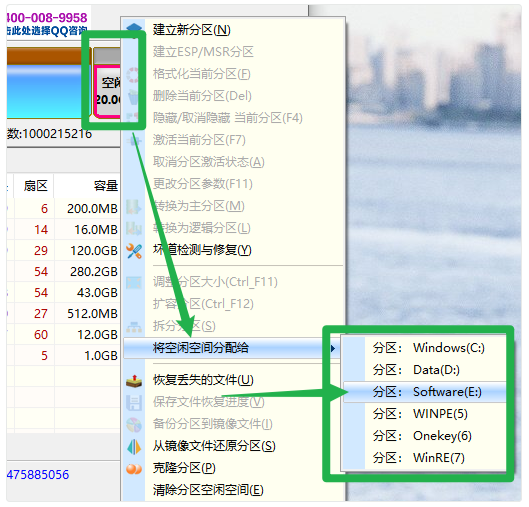 400-008-9958
击此处选择QQ咨询
空闲
20.0
数:1000215216
扇区 容量
6 200.0MB
14 16.0MB
29 120.0GB
54 280.2GB
54 43.0GB
27 512.0MB
60 12.0GB
5 1.0GB
475885056
建立新分区(N)
建立ESP/MSR分区
格式化当前分区(F)
删除当前分区(Del)
隐藏/取消隐藏 当前分区(F4)
激活当前分区(F7)
取消分区激活状态(A)
更改分区参数(F11)
转换为主分区(M)
转换为逻辑分区(L)
坏道检测与修复(Y)
调整分区大小(Ctrl_F11)
扩容分区(Ctrl_F12)
拆分分区(S)
将空闲空间分配给
恢复丢失的文件(U)
保存文件恢复进度(V)
备份分区到镜像文件(I)
从镜像文件还原分区(S)
克隆分区(P)
清除分区空闲空间(E)
分区: Windows(C:)
分区: Data(D:)
分区: Software(E:)
分区: WINPE(5)
分区: Onekey(6)
分区: WinRE(7)